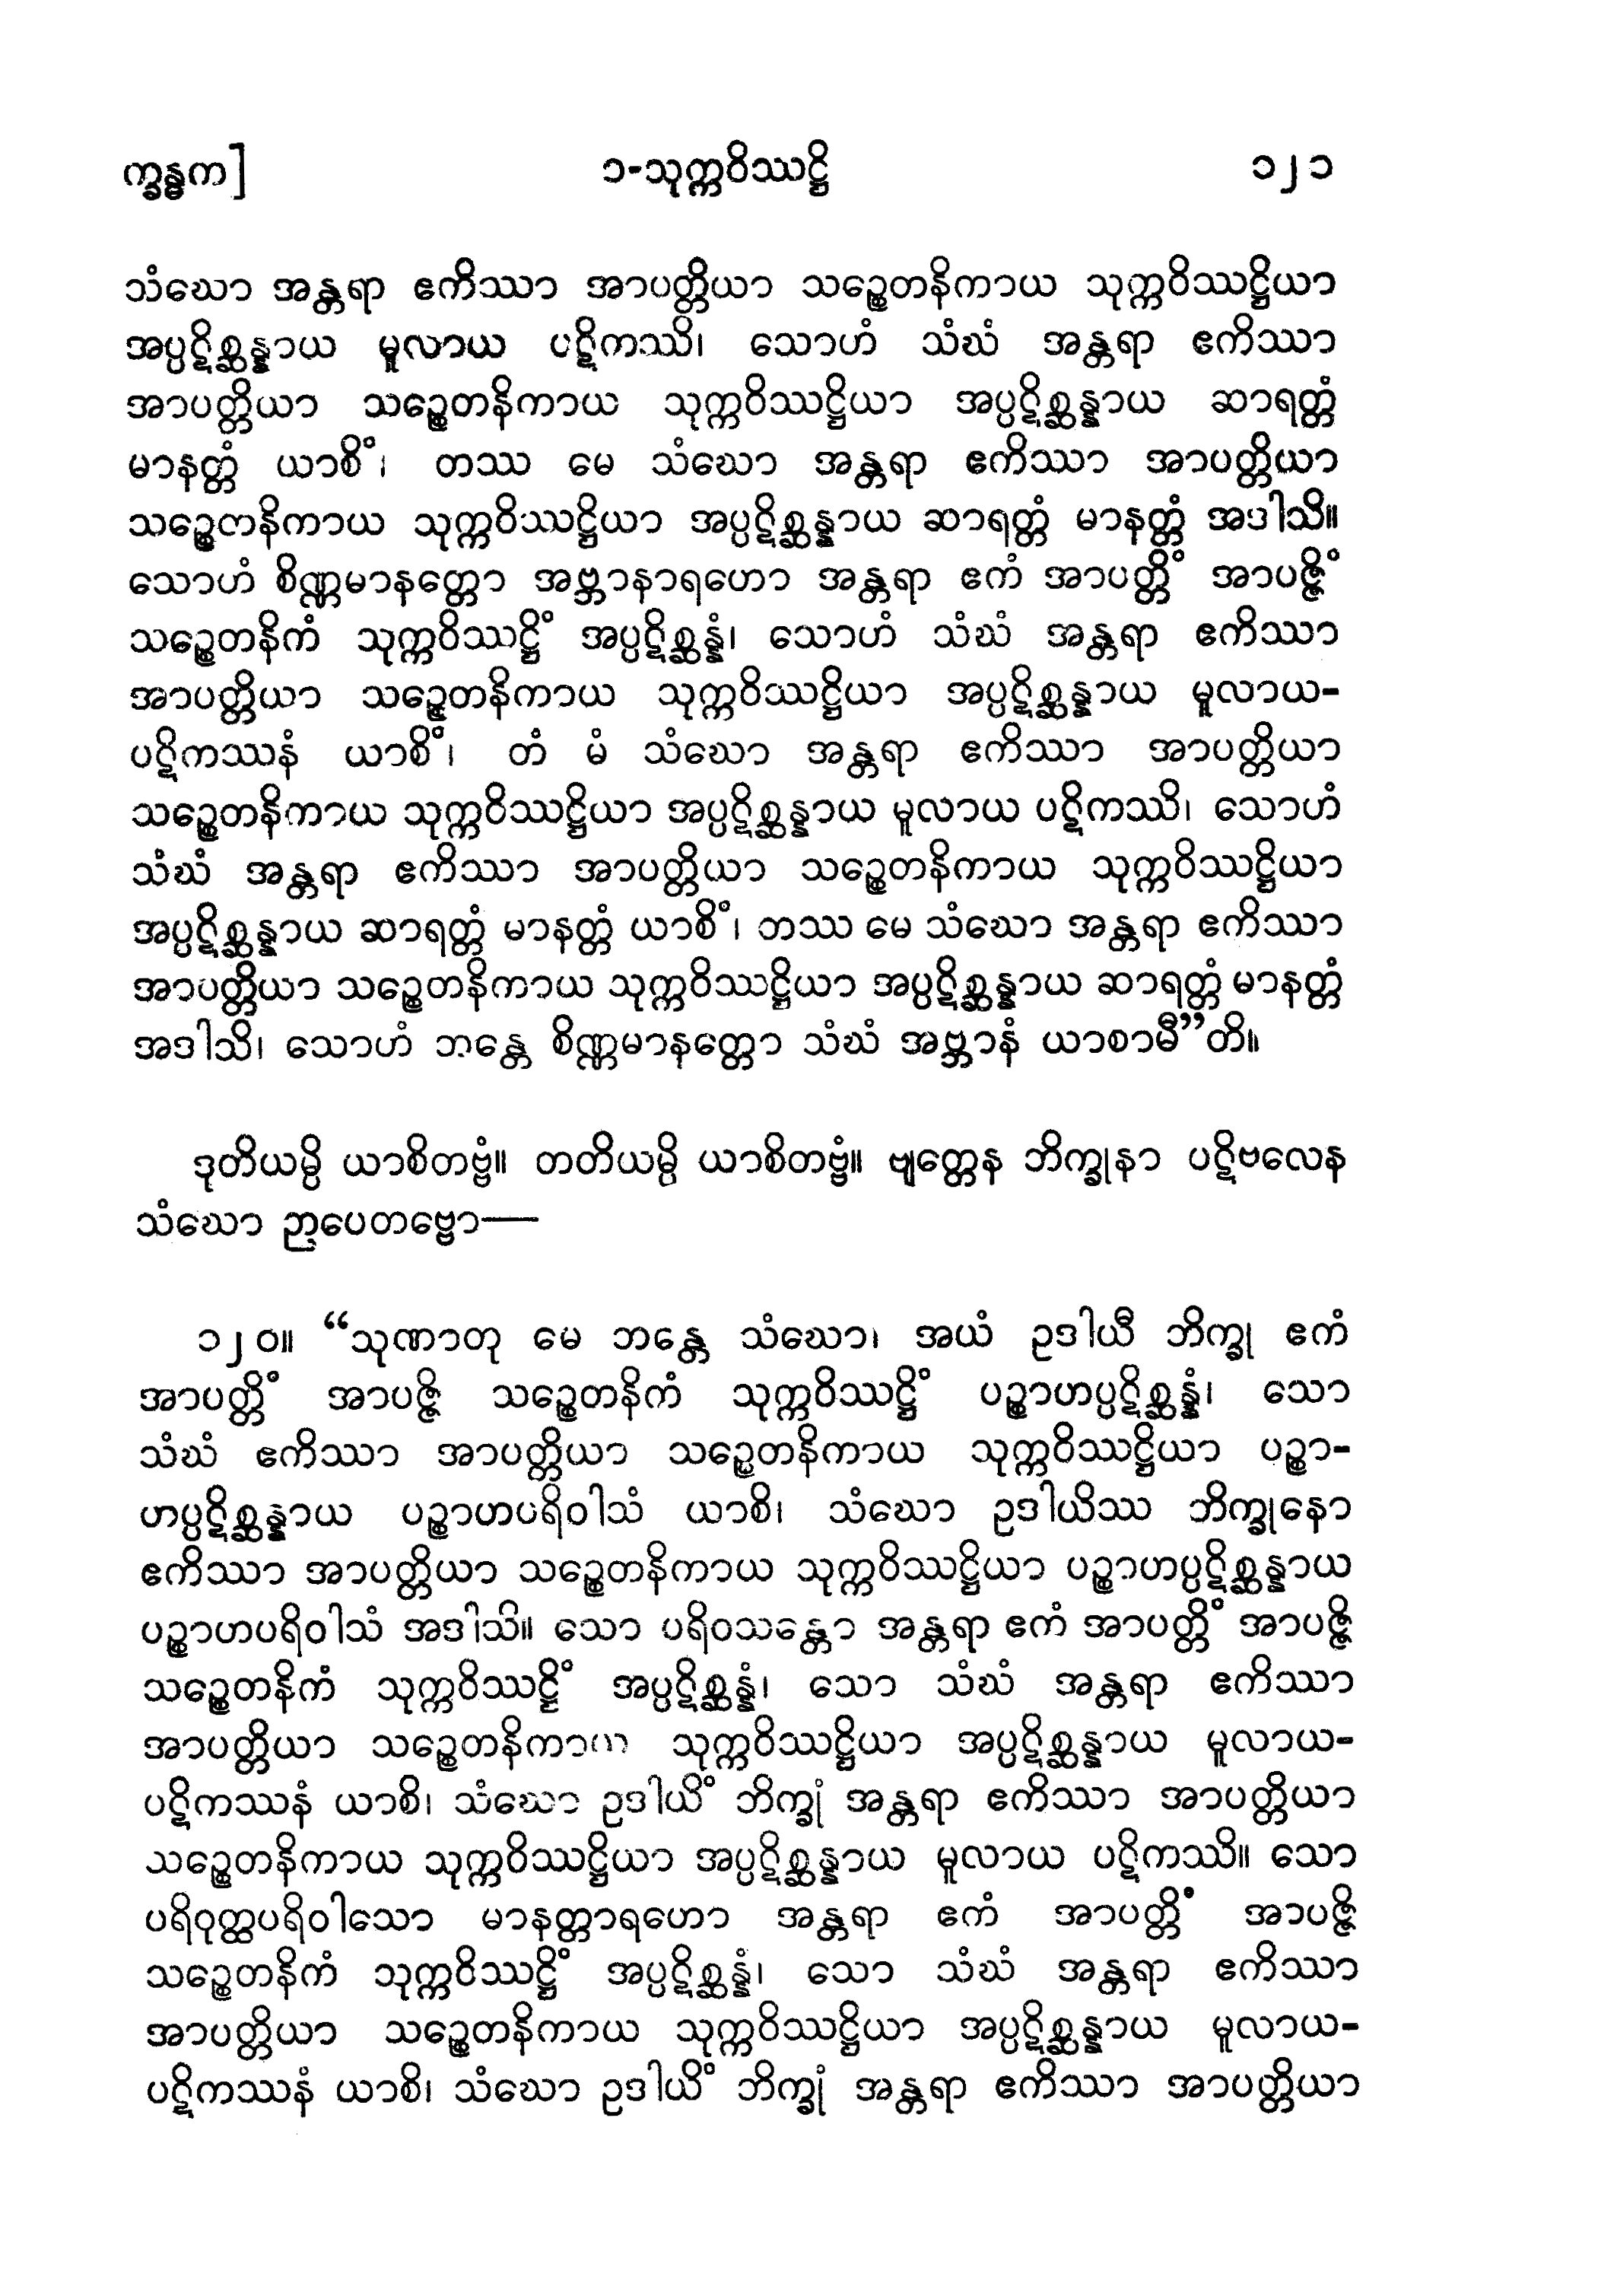 က္ခန္ဓက]
၁-သုက္ကဝိဿဋ္ဌိ
၁၂၁
သံဃော အန္တရာ ဧကိဿာ အာပတ္တိယာ သဉ္စေတနိကာယ သုက္ကဝိဿဋ္ဌိယာ
အပ္ပဋိစ္ဆန္နာယ မူလာယ ပဋိကဿိ၊ သောဟံ သံဃံ အန္တရာ ဧကိဿာ
အာပတ္တိယာ သဉ္စေတနိကာယ သုက္ကဝိဿဋ္ဌိယာ အပ္ပဋိစ္ဆန္နာယ ဆာရတ္တံ
မာနတ္တံ ယာစိံ၊ တဿ မေ သံဃော အန္တရာ ဧကိဿာ အာပတ္တိယာ
သဉ္စေတနိကာယ သုက္ကဝိဿဋ္ဌိယာ အပ္ပဋိစ္ဆန္နာယ ဆာရတ္တံ မာနတ္တံ အဒါသိ။
သောဟံ စိဏ္ဏမာနတ္တော အဗ္ဘာနာရဟော အန္တရာ ဧကံ အာပတ္တိံ အာပဇ္ဇိံ
သဉ္စေတနိကံ သုက္ကဝိဿဋ္ဌိံ အပ္ပဋိစ္ဆန္နံ၊ သောဟံ သံဃံ အန္တရာ ဧကိဿာ
အာပတ္တိယာ သဉ္စေတနိကာယ သုက္ကဝိဿဋ္ဌိယာ အပ္ပဋိစ္ဆန္နာယ မူလာယ-
ပဋိကဿနံ ယာစိံ၊ တံ မံ သံဃော အန္တရာ ဧကိဿာ အာပတ္တိယာ
သဉ္စေတနိကာယ သုက္ကဝိဿဋ္ဌိယာ အပ္ပဋိစ္ဆန္နာယ မူလာယ ပဋိကဿိ၊ သောဟံ
သံဃံ အန္တရာ ဧကိဿာ အာပတ္တိယာ သဉ္စေတနိကာယ သုက္ကဝိဿဋ္ဌိယာ
အပ္ပဋိစ္ဆန္နာယ ဆာရတ္တံ မာနတ္တံ ယာစိံ၊ တဿ မေ သံဃော အန္တရာ ဧကိဿာ
အာပတ္တိယာ သဉ္စေတနိကာယ သုက္ကဝိဿဋ္ဌိယာ အပ္ပဋိစ္ဆန္နာယ ဆာရတ္တံ မာနတ္တံ
အဒါသိ၊ သောဟံ ဘန္တေ စိဏ္ဏမာနတ္တော သံဃံ အဗ္ဘာနံ ယာစာမီ”တိ။
ဒုတိယမ္ပိ ယာစိတဗ္ဗံ။ တတိယမ္ပိ ယာစိတဗ္ဗံ။ ဗျတ္တေန ဘိက္ခုနာ ပဋိဗလေန
သံဃော ဉာပေတဗ္ဗော—
၁၂၀။ “သုဏာတု မေ ဘန္တေ သံဃော၊ အယံ ဥဒါယီ ဘိက္ခု ဧကံ
အာပတ္တိံ အာပဇ္ဇိ သဉ္စေတနိကံ သုက္ကဝိဿဋ္ဌိံ ပဉ္စာဟပ္ပဋိစ္ဆန္နံ၊ သော
သံဃံ ဧကိဿာ အာပတ္တိယာ သဉ္စေတနိကာယ သုက္ကဝိဿဋ္ဌိယာ ပဉ္စာ-
ဟပ္ပဋိစ္ဆန္နာယ ပဉ္စာဟပရိဝါသံ ယာစိ၊ သံဃော ဥဒါယိဿ ဘိက္ခုနော
ဧကိဿာ အာပတ္တိယာ သဉ္စေတနိကာယ သုက္ကဝိဿဋ္ဌိယာ ပဉ္စာဟပ္ပဋိစ္ဆန္နာယ
ပဉ္စာဟပရိဝါသံ အဒါသိ။ သော ပရိဝသန္တော အန္တရာ ဧကံ အာပတ္တိံ အာပဇ္ဇိ
သဉ္စေတနိကံ သုက္ကဝိဿဋ္ဌိံ အပ္ပဋိစ္ဆန္နံ၊ သော သံဃံ အန္တရာ ဧကိဿာ
အာပတ္တိယာ သဉ္စေတနိကာယ သုက္ကဝိဿဋ္ဌိယာ အပ္ပဋိစ္ဆန္နာယ မူလာယ-
ပဋိကဿနံ ယာစိ၊ သံဃော ဥဒါယိံ ဘိက္ခုံ အန္တရာ ဧကိဿာ အာပတ္တိယာ
သဉ္စေတနိကာယ သုက္ကဝိဿဋ္ဌိယာ အပ္ပဋိစ္ဆန္နာယ မူလာယ ပဋိကဿိ။ သော
ပရိဝုတ္ထပရိဝါသော မာနတ္တာရဟော အန္တရာ ဧကံ အာပတ္တိံ အာပဇ္ဇိ
သဉ္စေတနိကံ သုက္ကဝိဿဋ္ဌိံ အပ္ပဋိစ္ဆန္နံ၊ သော သံဃံ အန္တရာ ဧကိဿာ
အာပတ္တိယာ သဉ္စေတနိကာယ သုက္ကဝိဿဋ္ဌိယာ အပ္ပဋိစ္ဆန္နာယ မူလာယ-
ပဋိကဿနံ ယာစိ၊ သံဃော ဥဒါယိံ ဘိက္ခုံ အန္တရာ ဧကိဿာ အာပတ္တိယာ